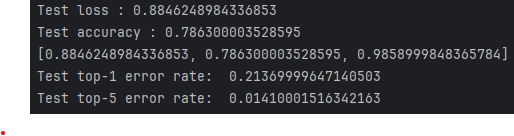 Test loss : 0.8846248984336853
Test accuracy : 0.786300003528595
[0.8846248984336853, 0.786300003528595, 0.9858999848365784]
Test top-1 error rate:  0.21369999647140503
Test top-5 error rate:  0.01410001516342163